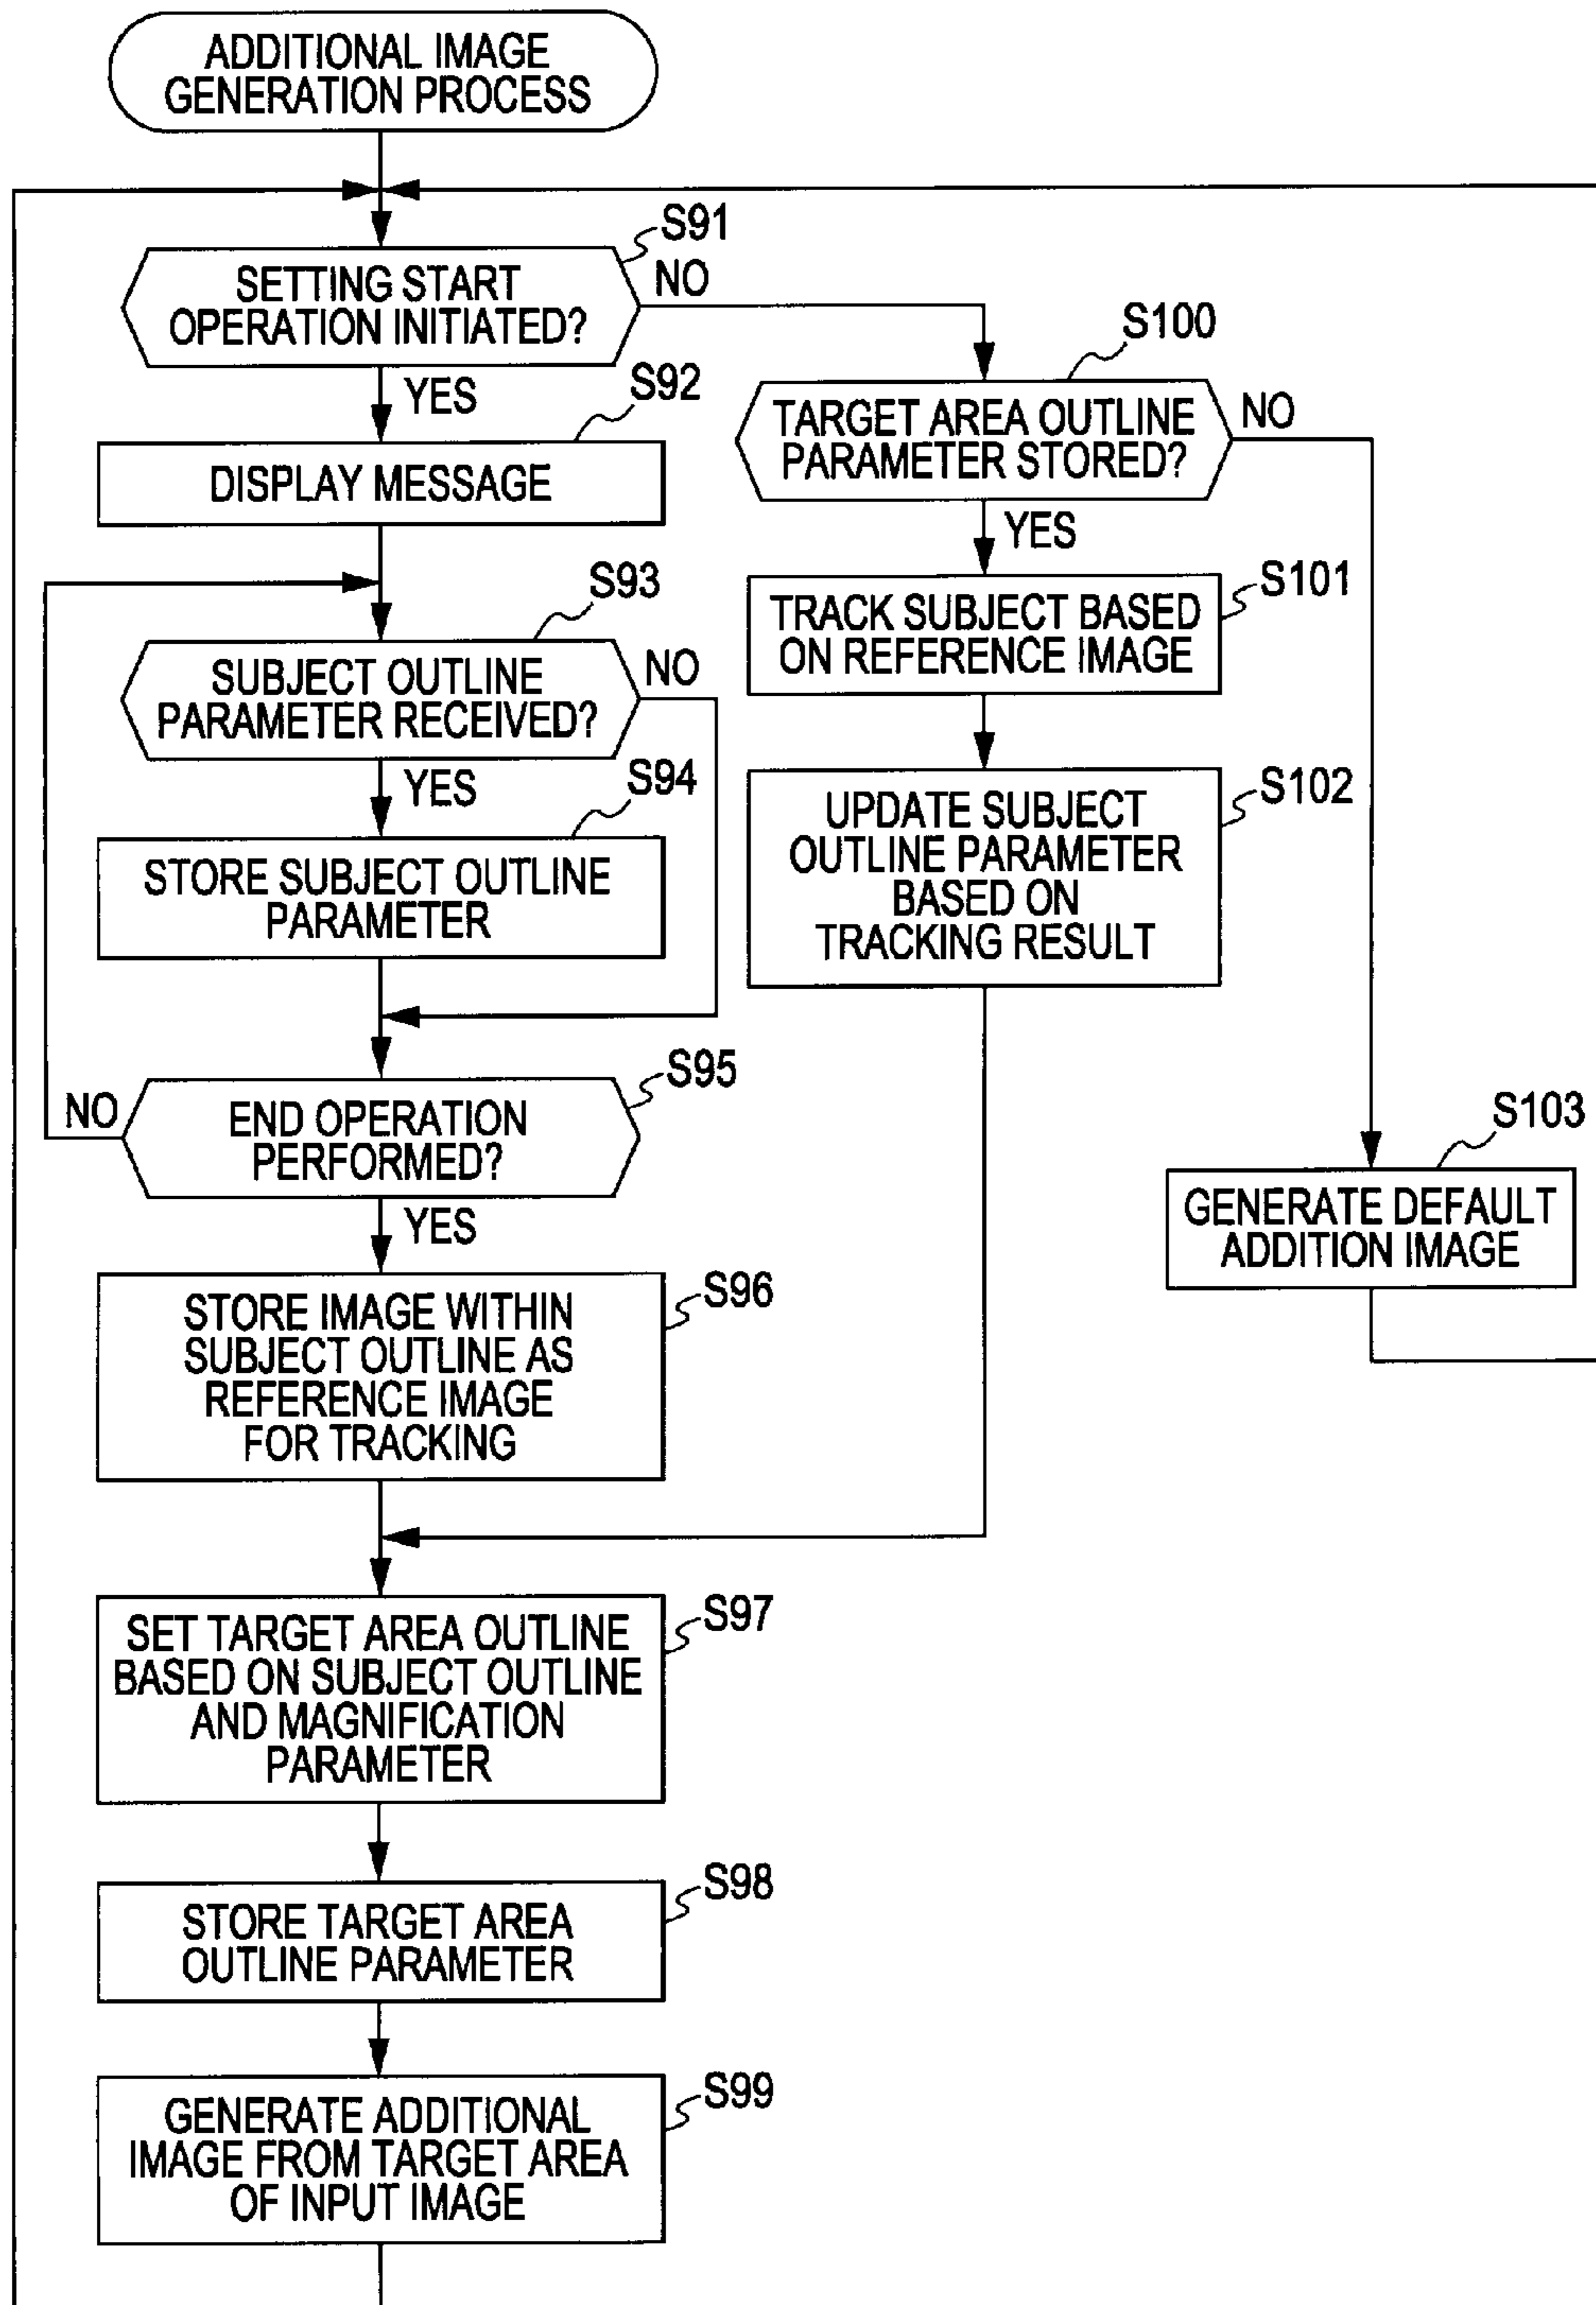 ADDITIONAL IMAGE
GENERATION PROCESS
S91
SETTING START
OPERATION INITIATED?
NO
YES
S92
DISPLAY MESSAGE
S93
SUBJECT OUTLINE
PARAMETER RECEIVED?
NO
YES
S94
STORE SUBJECT OUTLINE
PARAMETER
S95
NO
END OPERATION
PERFORMED?
YES
S96
STORE IMAGE WITHIN
SUBJECT OUTLINE AS
REFERENCE IMAGE
FOR TRACKING
S97
SET TARGET AREA OUTLINE
BASED ON SUBJECT OUTLINE
AND MAGNIFICATION
PARAMETER
S98
STORE TARGET AREA
OUTLINE PARAMETER
S99
GENERATE ADDITIONAL
IMAGE FROM TARGET AREA
OF INPUT IMAGE
S100
TARGET AREA OUTLINE
PARAMETER STORED?
NO
YES
S101
TRACK SUBJECT BASED
ON REFERENCE IMAGE
S102
UPDATE SUBJECT
OUTLINE PARAMETER
BASED ON
TRACKING RESULT
S103
GENERATE DEFAULT
ADDITION IMAGE